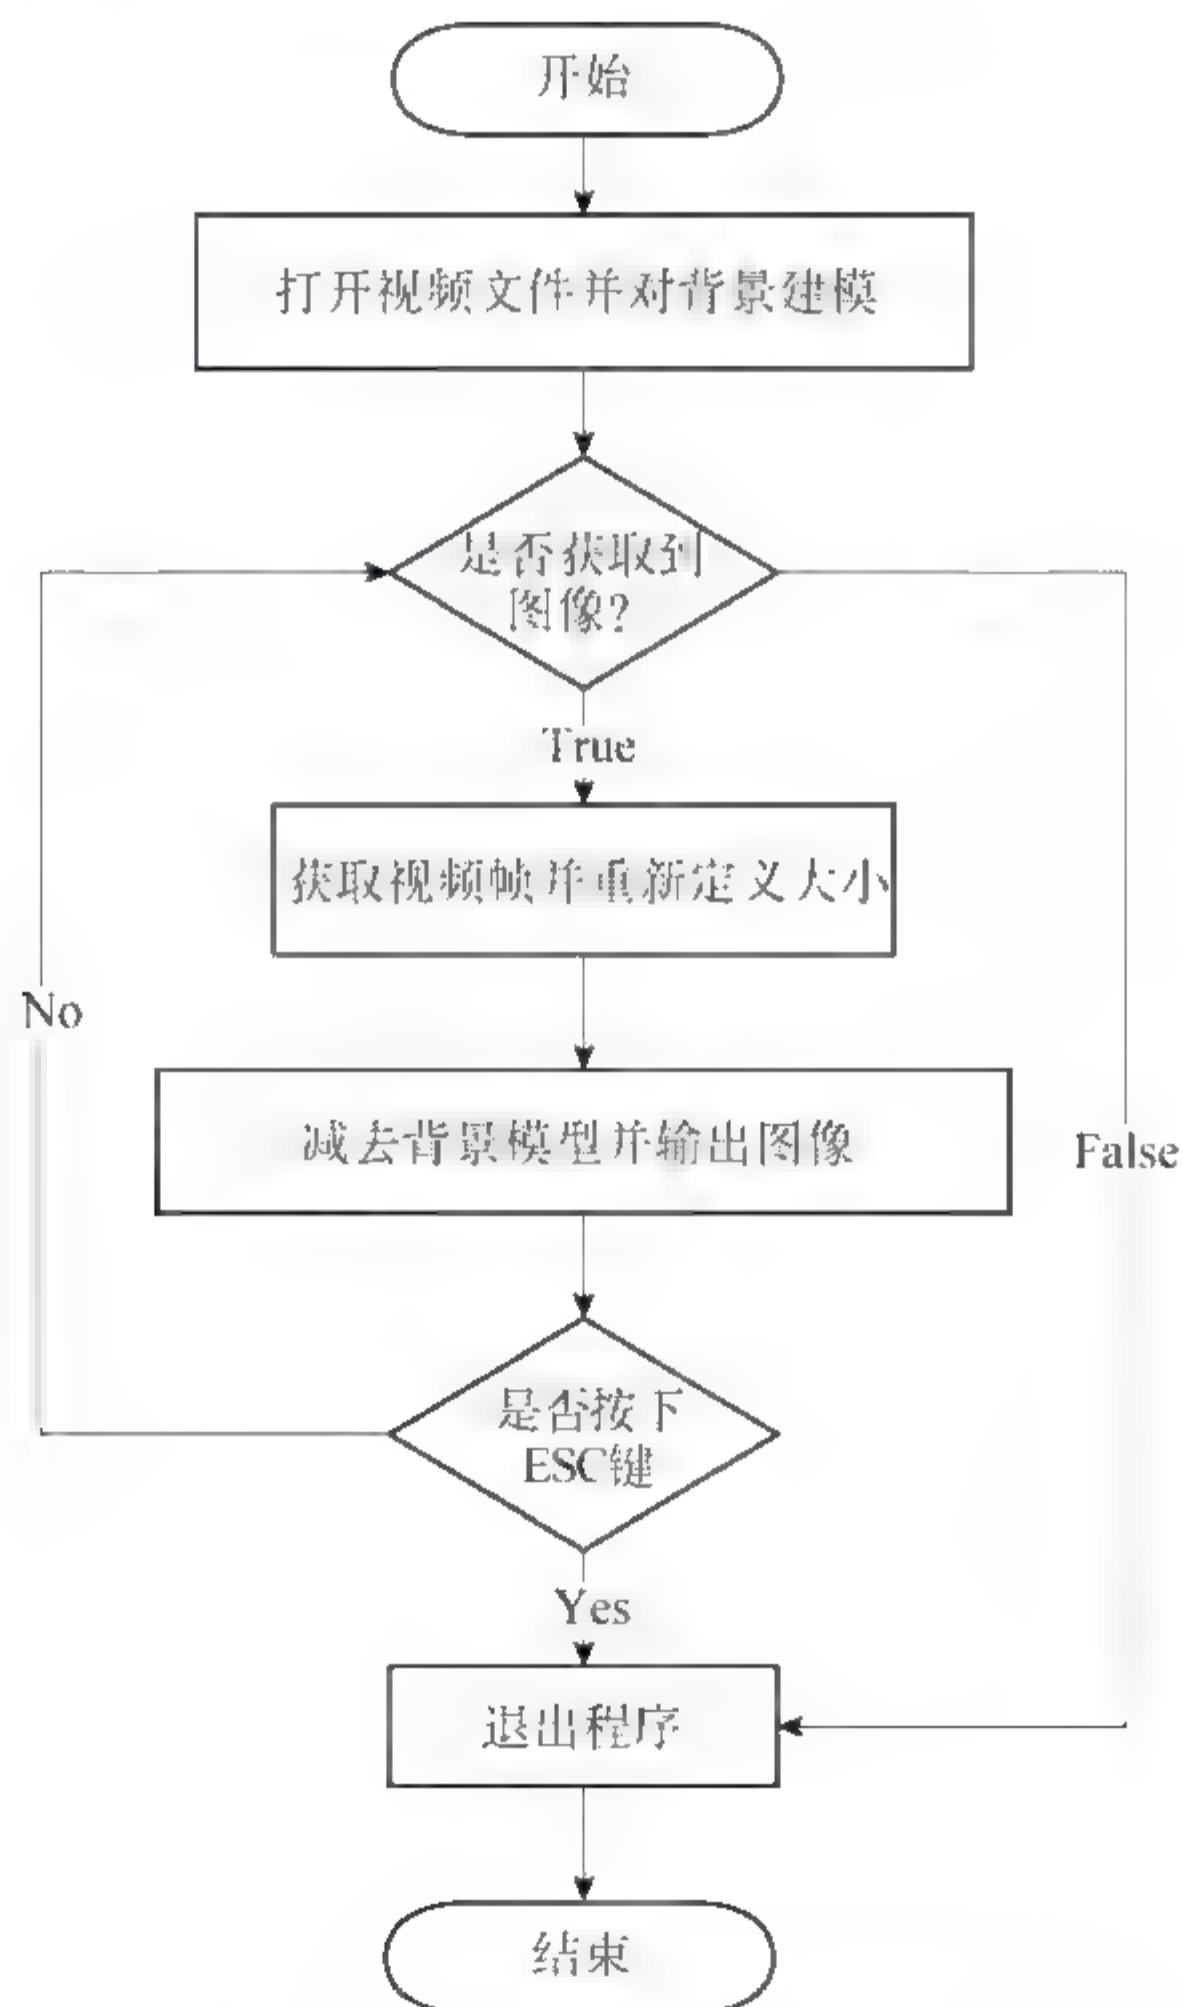 开始
打开视频文件并对背景建模
是否获取到
图像?
True
获取视频帧并重新定义大小
No
减去背景模型并输出图像
False
是否按下
ESC键
Yes
退出程序
结束